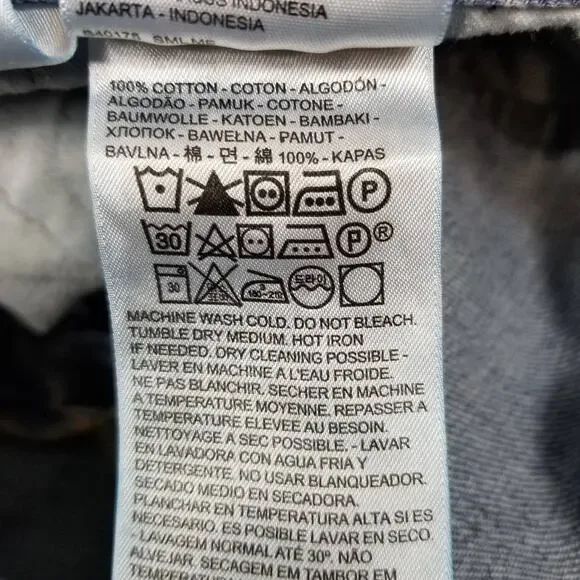 INDONESIA
JAKARTA - INDONESIA
100% COTTON - COTON - ALGODÓN -
ALGODÃO - PAMUK - COTONE -
BAUMWOLLE - KATOEN - BAMBAKI -
ХЛОПОК - BAWEŁNA - PAMUT -
BAVLNA - 棉 - 면 - 綿 100% - KAPAS
P
30 P®
30 드라이
MACHINE WASH COLD. DO NOT BLEACH.
TUMBLE DRY MEDIUM. HOT IRON
IF NEEDED. DRY CLEANING POSSIBLE -
LAVER EN MACHINE A L'EAU FROIDE.
NE PAS BLANCHIR. SECHER EN MACHINE
A TEMPERATURE MOYENNE. REPASSER A
TEMPERATURE ELEVEE AU BESOIN.
NETTOYAGE A SEC POSSIBLE. - LAVAR
EN LAVADORA CON AGUA FRIA Y
DETERGENTE. NO USAR BLANQUEADOR.
SECADO MEDIO EN SECADORA.
PLANCHAR EN TEMPERATURA ALTA SI ES
NECESARIO. ES POSIBLE LAVAR EN SECO.
- LAVAGEM NORMAL ATÉ 30º. NÃO
ALVEJAR. SECAGEM EM TAMBOR EM